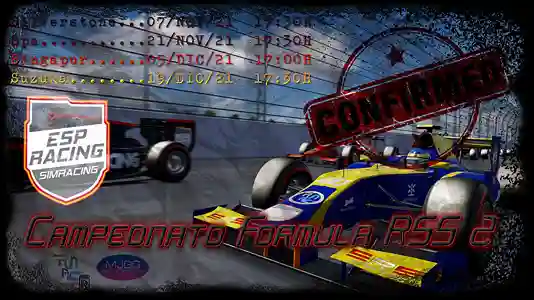 Silverstone...07/NOV/21 17:30H
Spa...........21/NOV/21 17:30H
Singapur......05/DIC/21 17:00H
Suzuka........19/DIC/21 17:30H
CONFIRMED
ESP
RACING
SIMRACING
Campeonato Formula RSS 2
MJGG